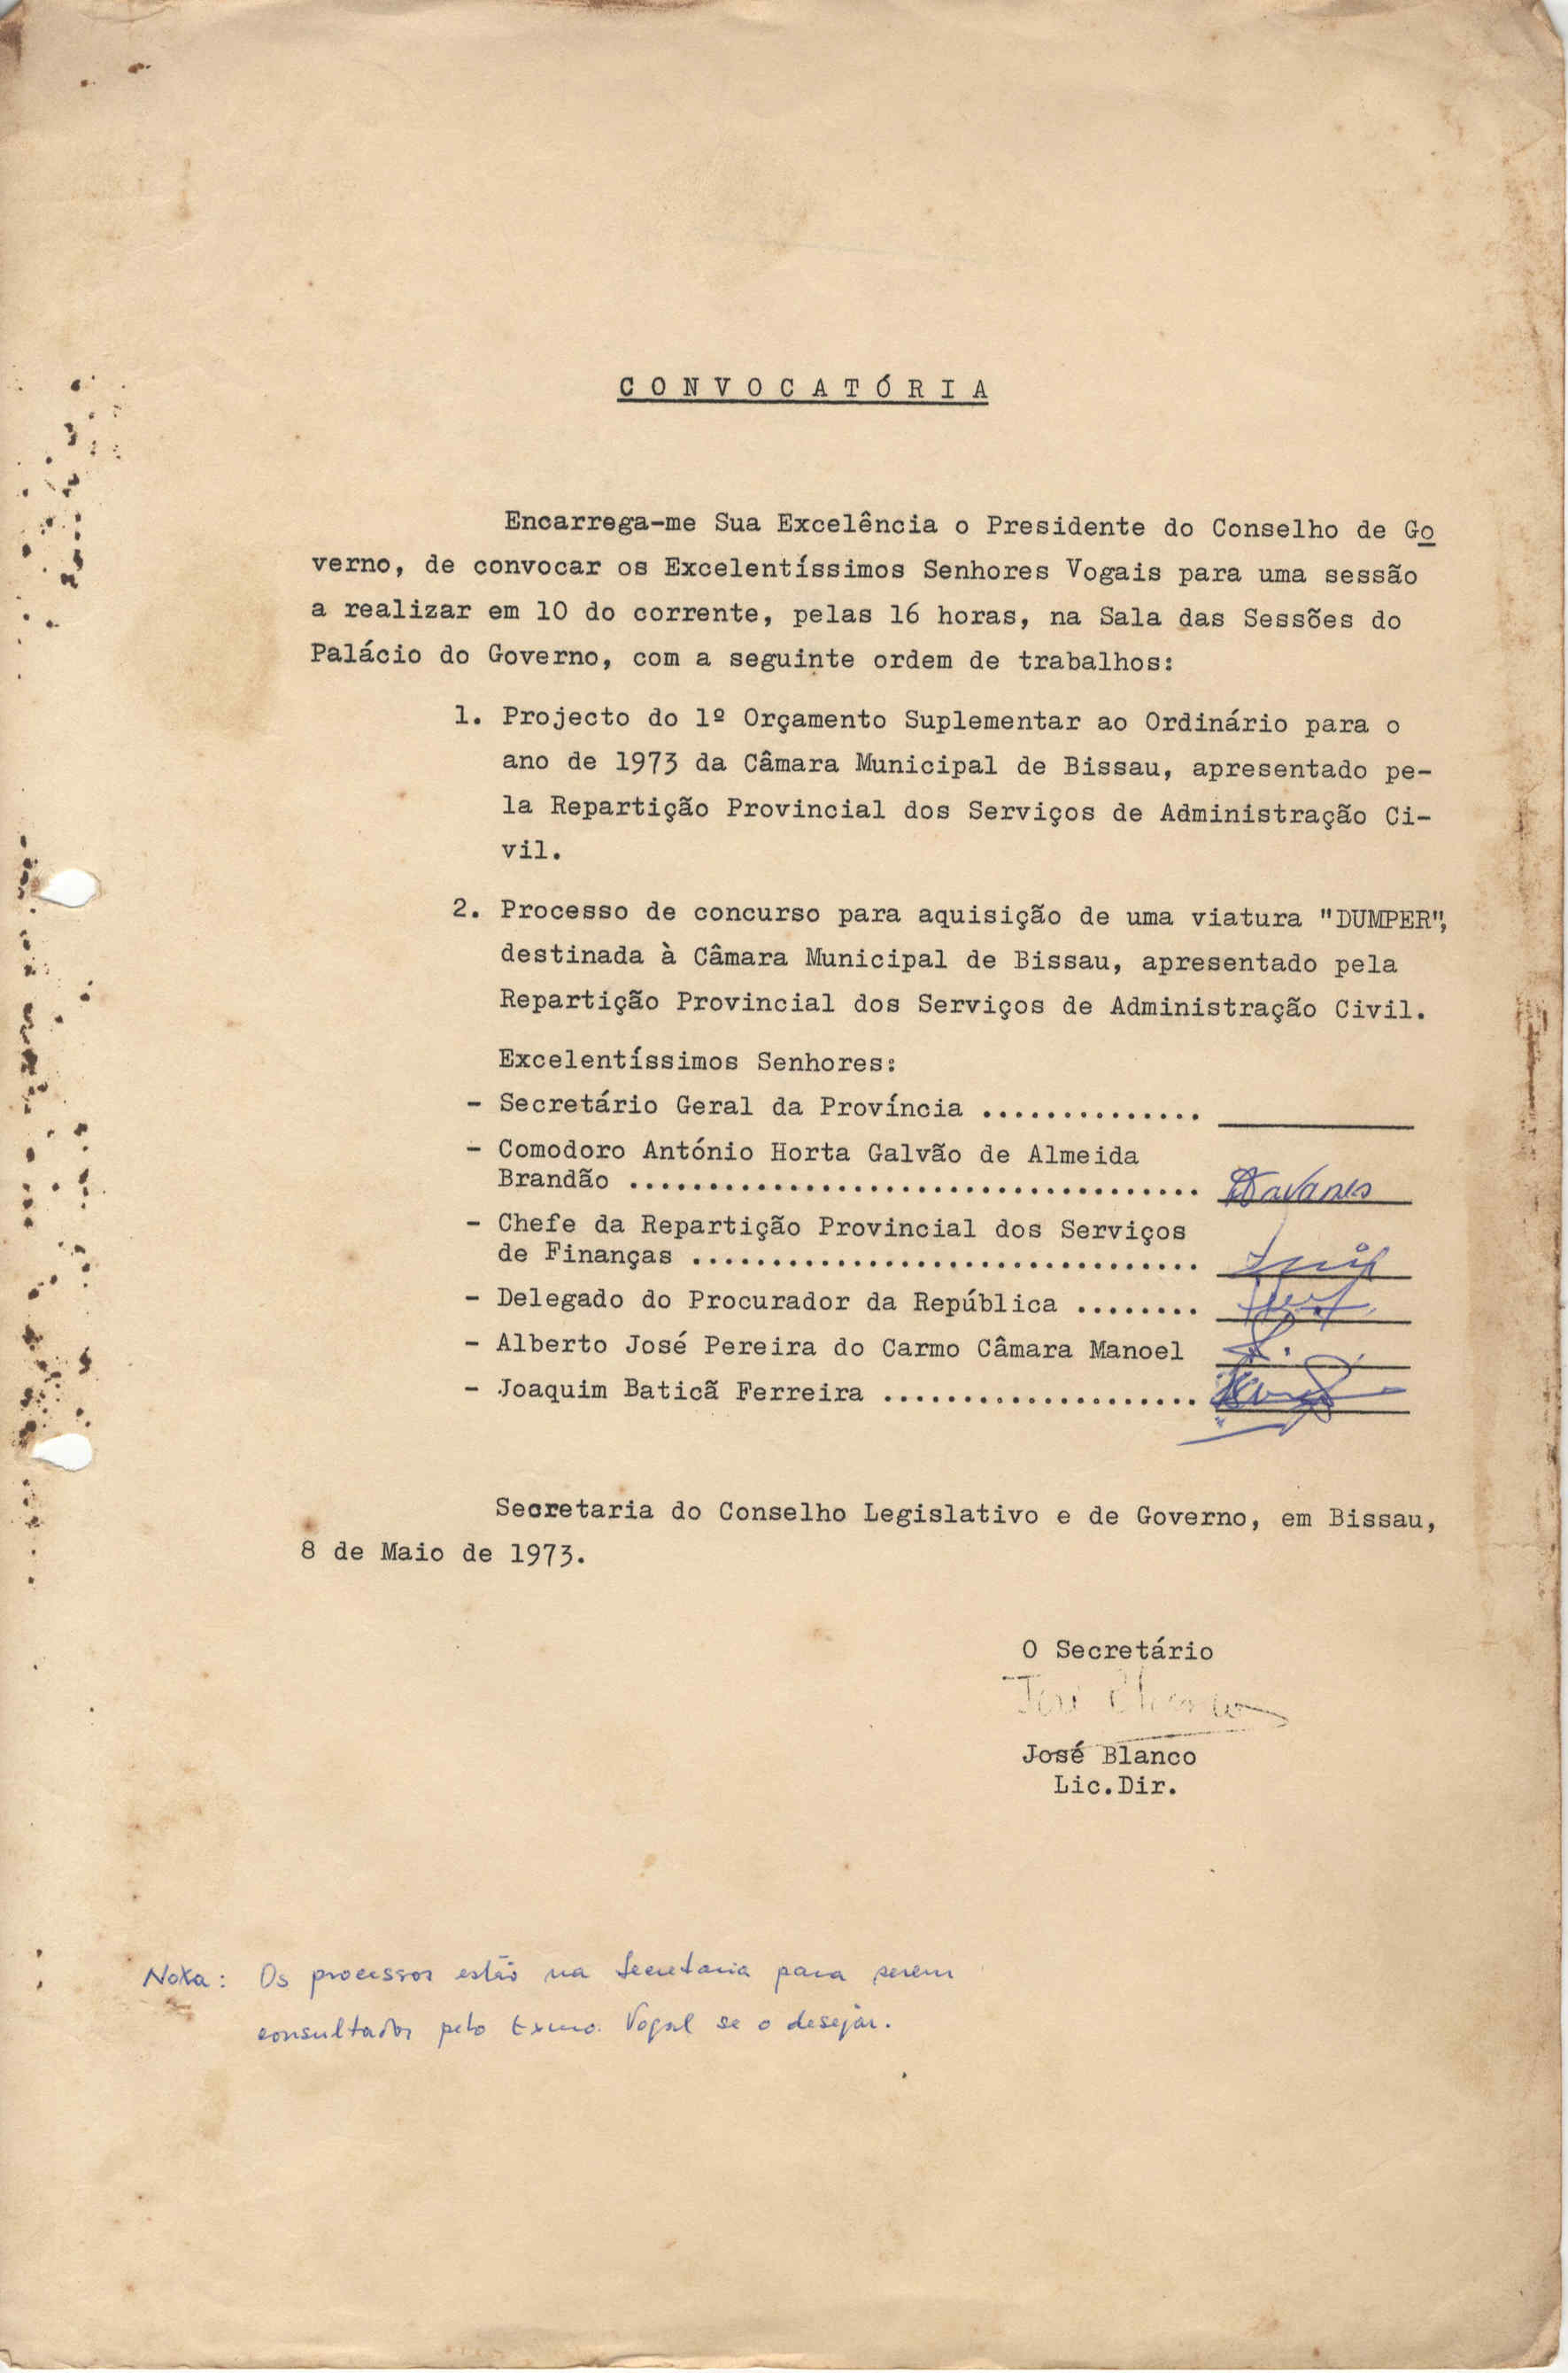 CONVOCATÓRIA
Encarrega-me Sua Excelência o Presidente do Conselho de Go
verno, de convocar os Excelentíssimos Senhores Vogais para uma sessão
a realizar em 10 do corrente, pelas 16 horas, na Sala das Sessões do
Palácio do Governo, com a seguinte ordem de trabalhos:
1. Projecto do 1º Orçamento Suplementar ao Ordinário para o
ano de 1973 da Câmara Municipal de Bissau, apresentado pe-
la Repartição Provincial dos Serviços de Administração Ci-
vil.
2. Processo de concurso para aquisição de uma viatura "DUMPER",
destinada à Câmara Municipal de Bissau, apresentado pela
Repartição Provincial dos Serviços de Administração Civil.
Excelentíssimos Senhores:
- Secretário Geral da Província ..............
- Comodoro António Horta Galvão de Almeida
Brandão ....................................
- Chefe da Repartição Provincial dos Serviços
de Finanças ................................
- Delegado do Procurador da República ........
- Alberto José Pereira do Carmo Câmara Manoel
- Joaquim Baticã Ferreira ....................
Secretaria do Conselho Legislativo e de Governo, em Bissau,
8 de Maio de 1973.
O Secretário
José Blanco
Lic.Dir.
Nota: Os processos estão na Secretaria para serem
consultados pelo Exmo. Vogal se o desejar.